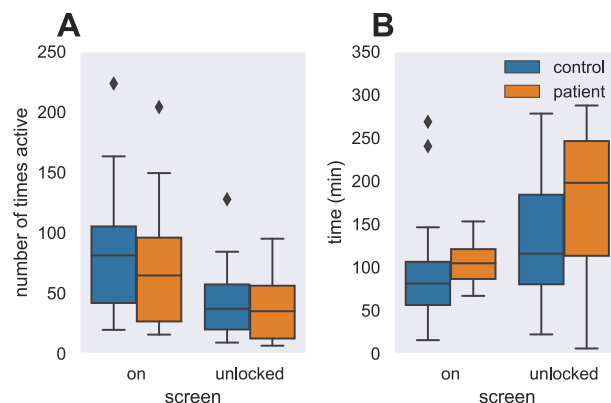 A
250
200
150
100
50
0
number of times active
on
unlocked
screen
B
350
300
250
200
150
100
50
0
time (min)
control
patient
on
unlocked
screen